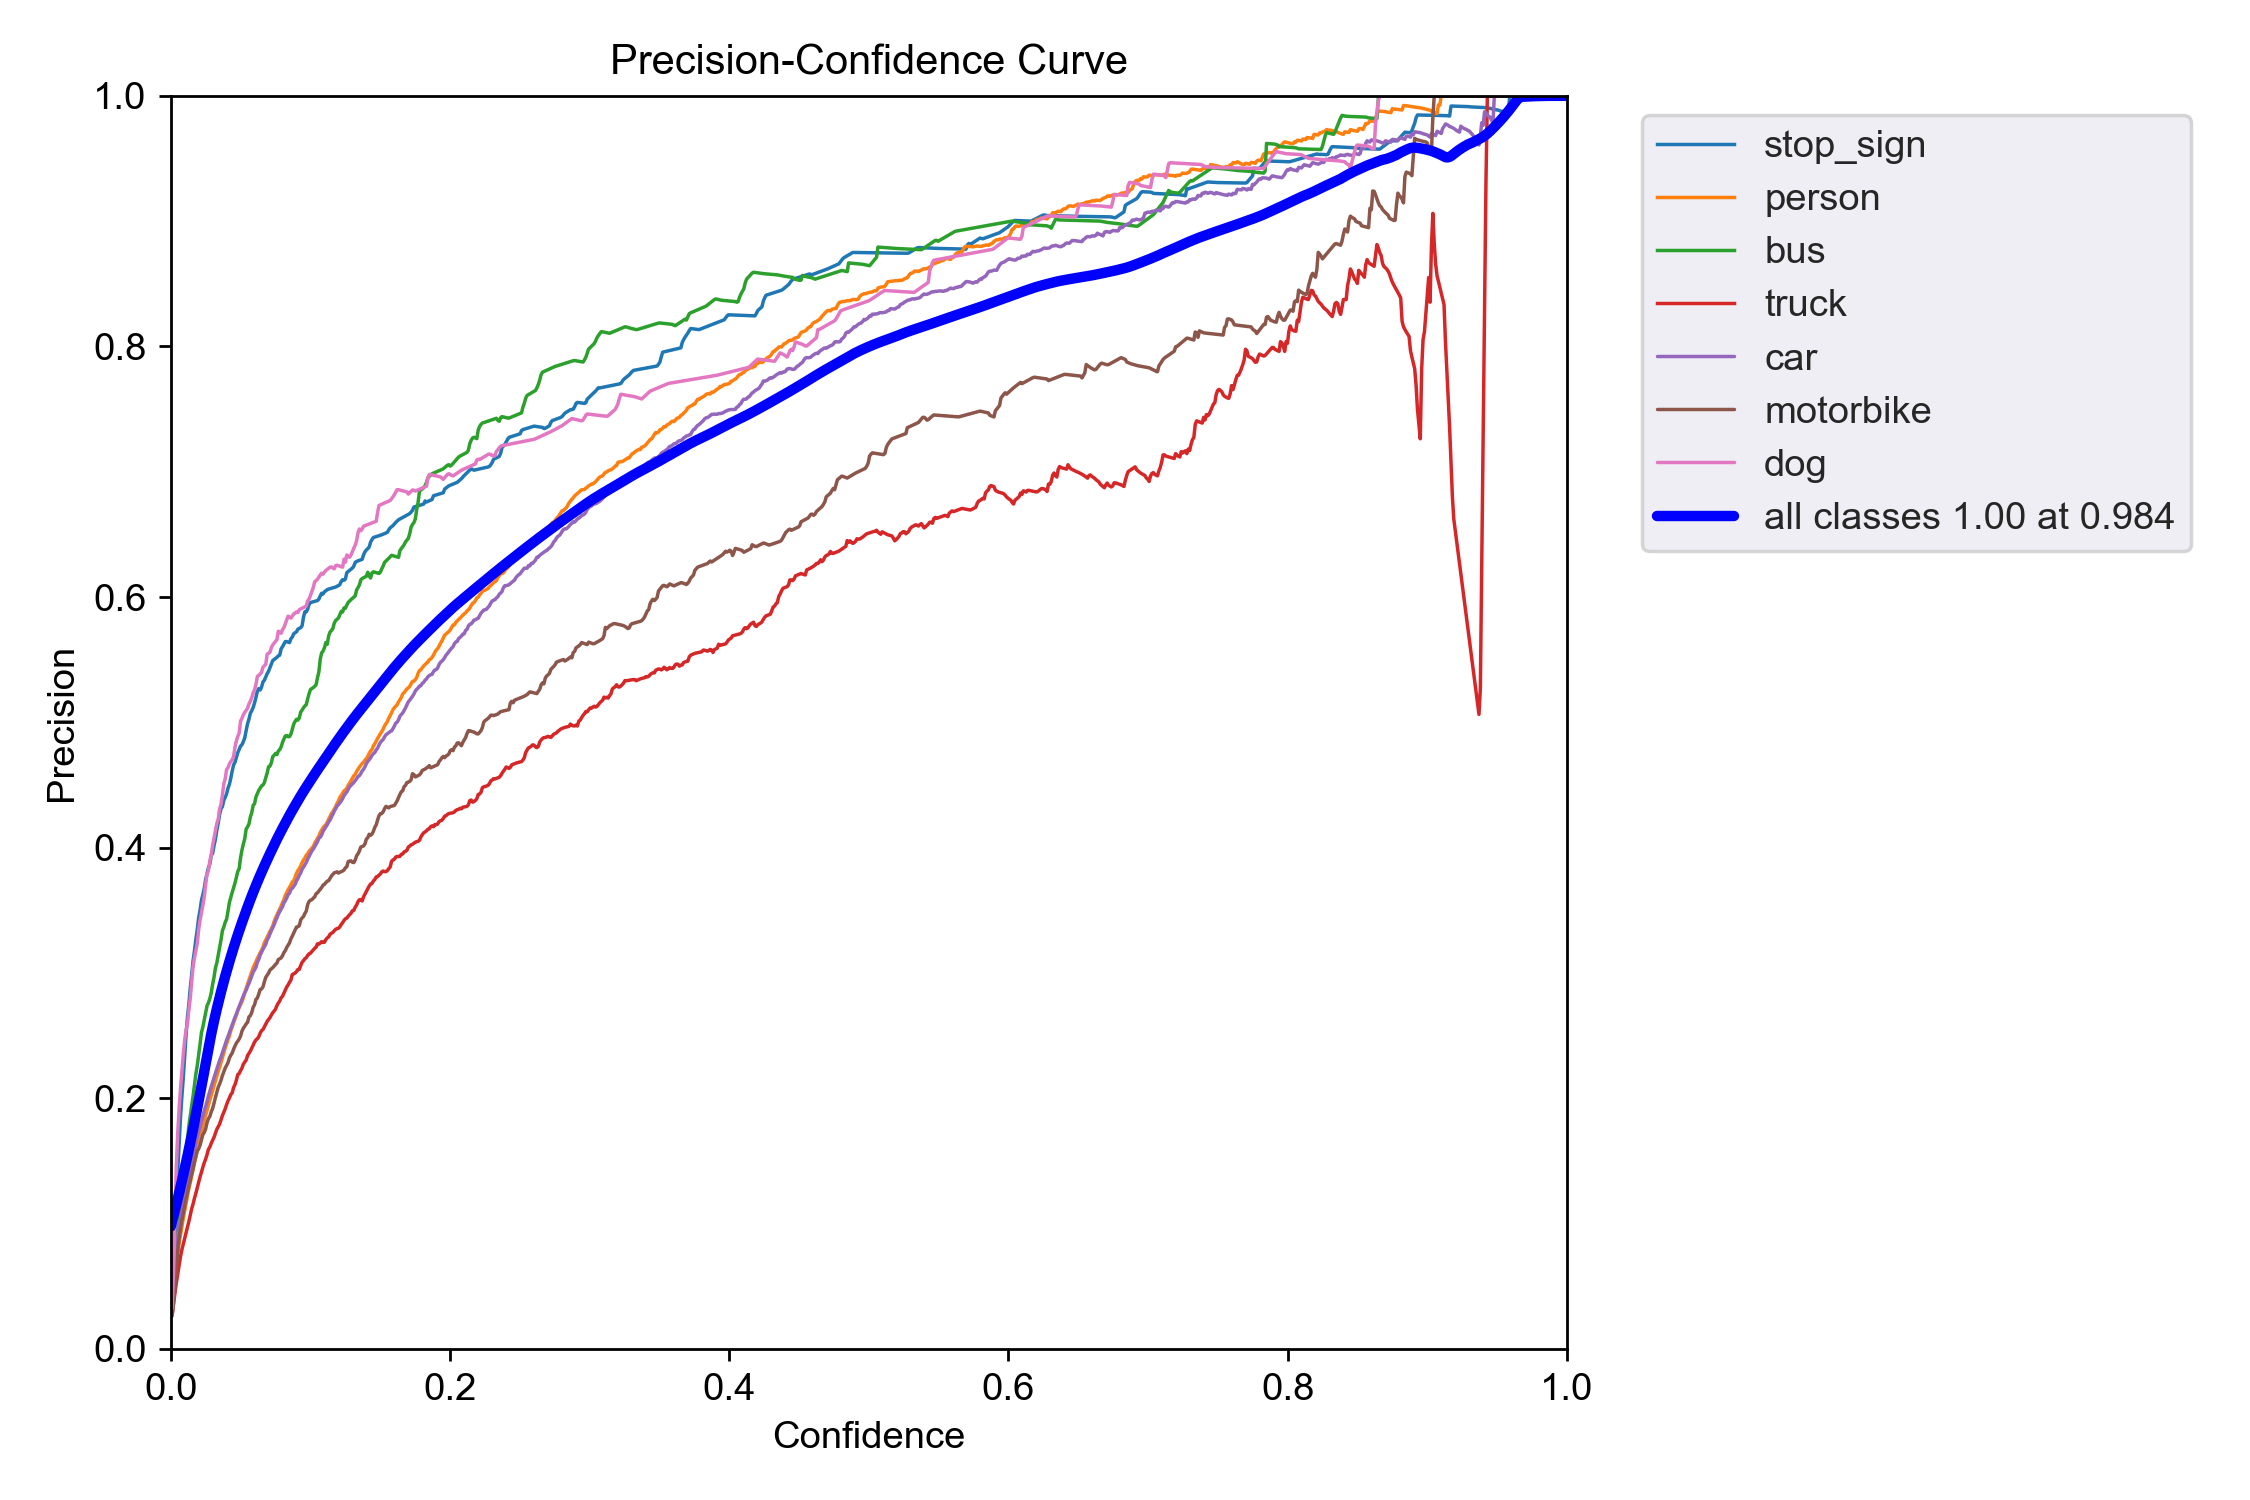 Precision-Confidence Curve
1.0
0.8
0.6
0.4
0.2
0.0
Precision
0.0 0.2 0.4 0.6 0.8 1.0
Confidence
stop_sign
person
bus
truck
car
motorbike
dog
all classes 1.00 at 0.984